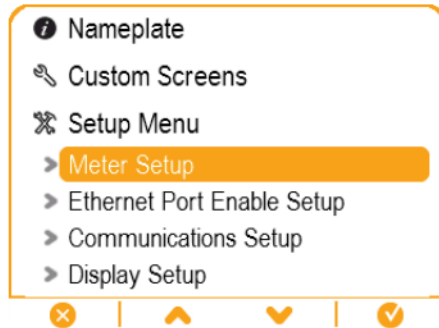 Nameplate
Custom Screens
Setup Menu
Meter Setup
Ethernet Port Enable Setup
Communications Setup
Display Setup